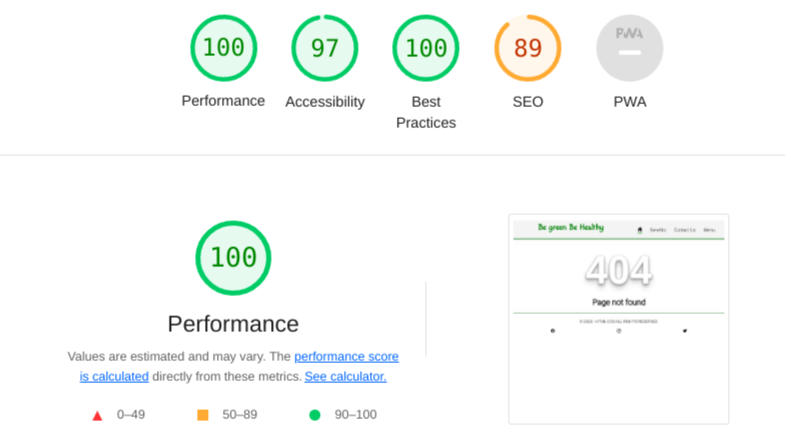 100
97
100
89
PWA
Performance
Accessibility
Best
Practices
SEO
PWA
100
Performance
Values are estimated and may vary. The performance score
is calculated directly from these metrics. See calculator.
0–49
50–89
90–100
Be green Be Healthy
Benefits
Contact Us
Menu
404
Page not found